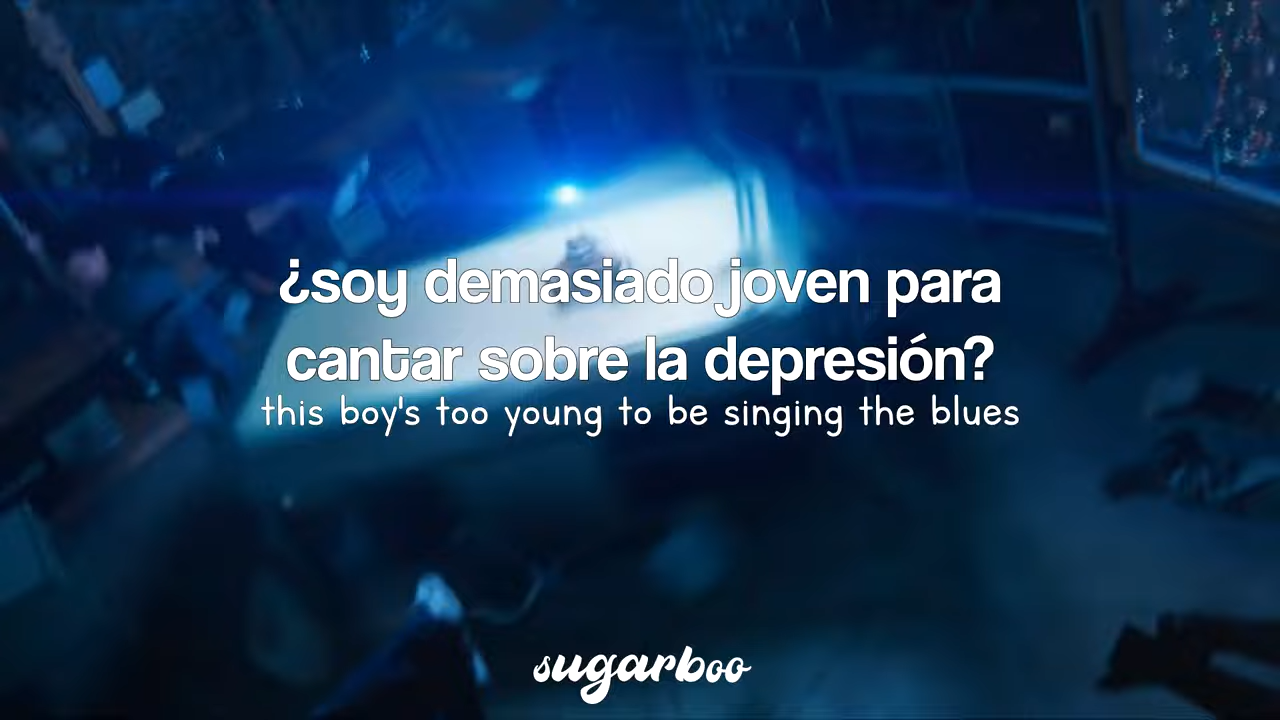 ¿soy demasiado joven para
cantar sobre la depresión?
this boy's too young to be singing the blues
sugarboo